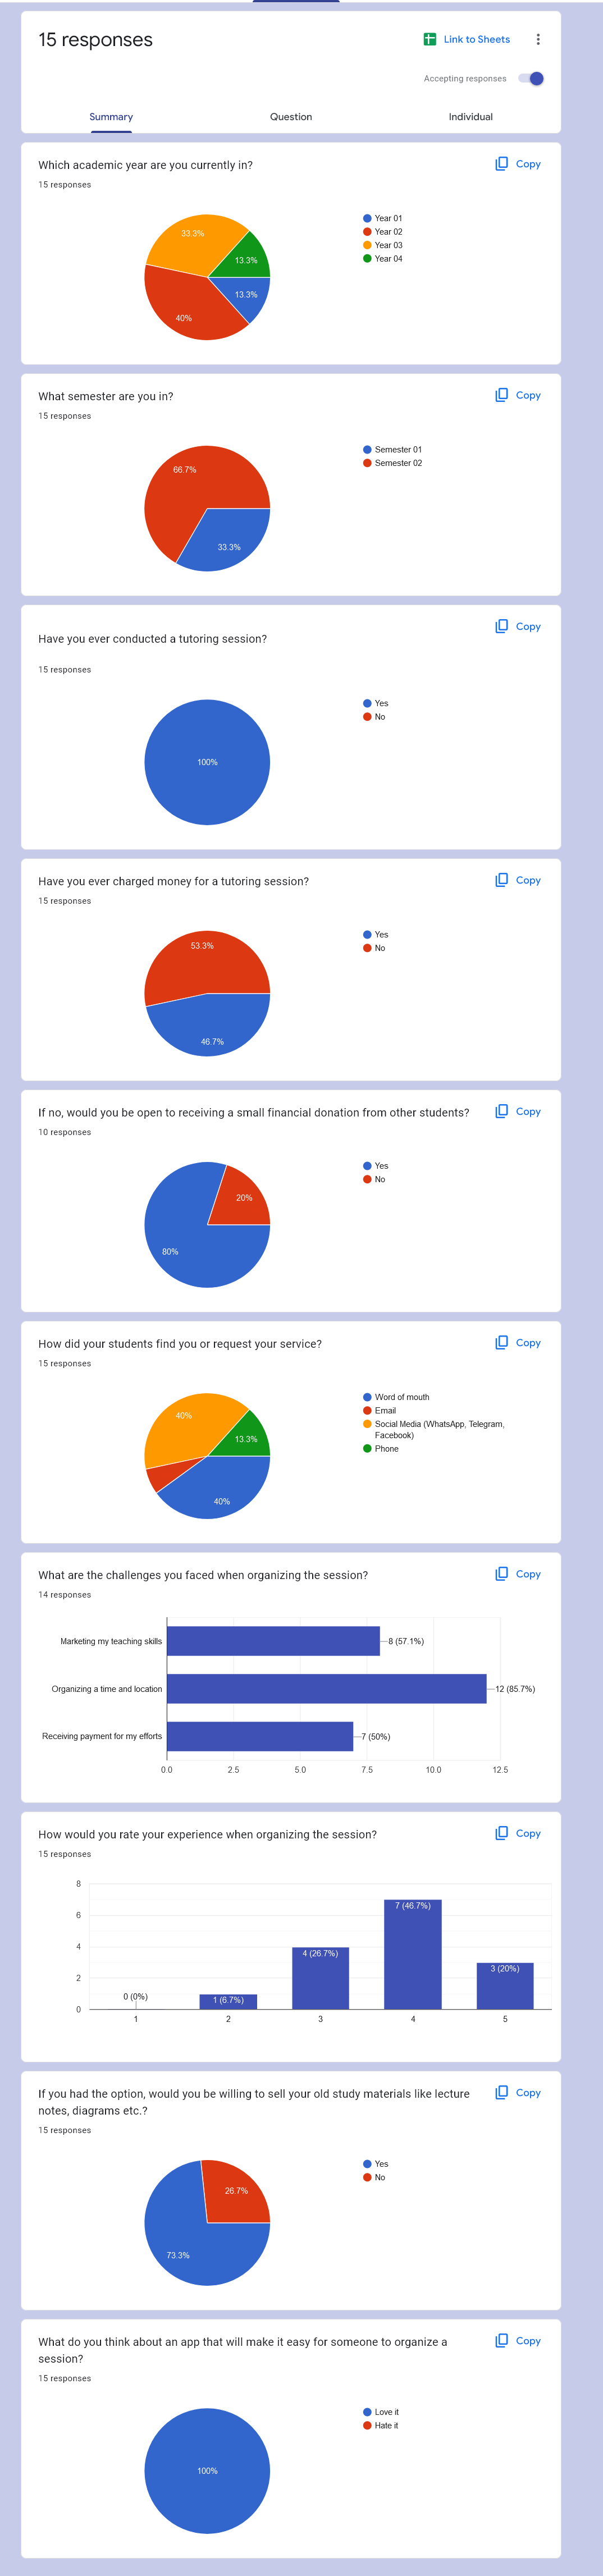 15 responses
Link to Sheets
Accepting responses
Summary
Question
Individual
Which academic year are you currently in?
Copy
15 responses
33.3%
13.3%
13.3%
40%
Year 01
Year 02
Year 03
Year 04
What semester are you in?
Copy
15 responses
66.7%
33.3%
Semester 01
Semester 02
Have you ever conducted a tutoring session?
Copy
15 responses
100%
Yes
No
Have you ever charged money for a tutoring session?
Copy
15 responses
53.3%
46.7%
Yes
No
If no, would you be open to receiving a small financial donation from other students?
Copy
10 responses
20%
80%
Yes
No
How did your students find you or request your service?
Copy
15 responses
40%
13.3%
40%
Word of mouth
Email
Social Media (WhatsApp, Telegram,
Facebook)
Phone
What are the challenges you faced when organizing the session?
Copy
14 responses
Marketing my teaching skills
8 (57.1%)
Organizing a time and location
12 (85.7%)
Receiving payment for my efforts
7 (50%)
0.0 2.5 5.0 7.5 10.0 12.5
How would you rate your experience when organizing the session?
Copy
15 responses
8
6
4
2
0
0 (0%)
1 (6.7%)
4 (26.7%)
7 (46.7%)
3 (20%)
1 2 3 4 5
If you had the option, would you be willing to sell your old study materials like lecture
notes, diagrams etc.?
Copy
15 responses
26.7%
73.3%
Yes
No
What do you think about an app that will make it easy for someone to organize a
session?
Copy
15 responses
100%
Love it
Hate it